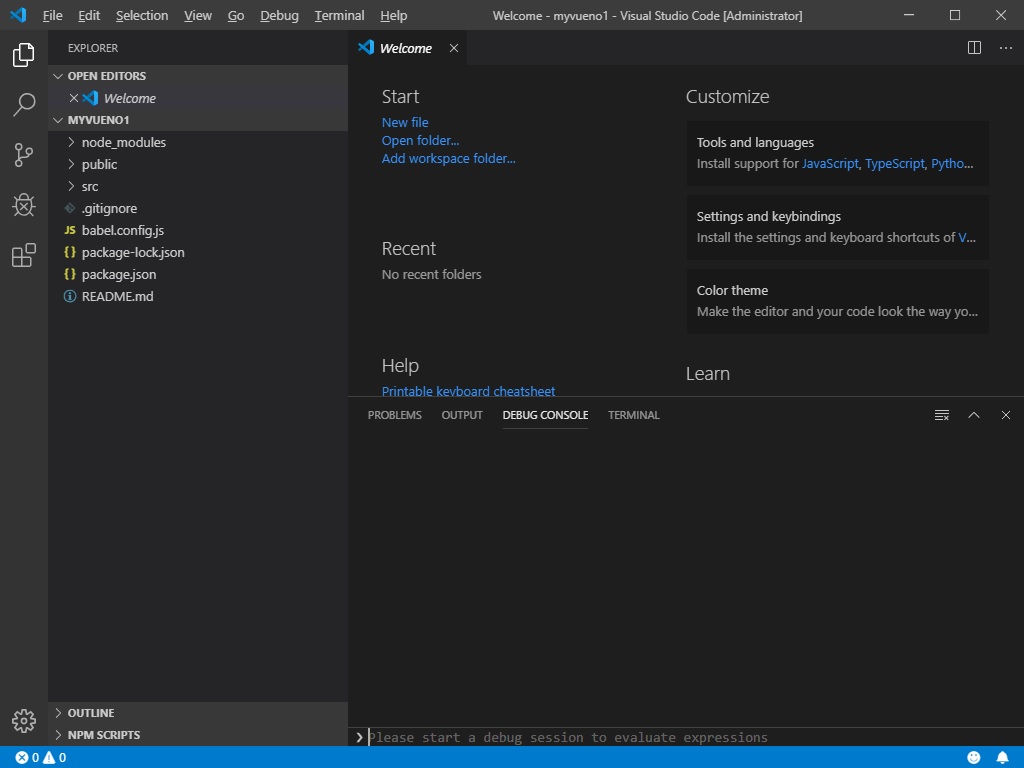 File Edit Selection View Go Debug Terminal Help
Welcome - myvueno1 - Visual Studio Code [Administrator]
EXPLORER
OPEN EDITORS
Welcome
MYVUENO1
node_modules
public
src
.gitignore
JS babel.config.js
{} package-lock.json
{} package.json
README.md
OUTLINE
NPM SCRIPTS
Welcome
Start
New file
Open folder...
Add workspace folder...
Recent
No recent folders
Help
Printable keyboard cheatsheet
Customize
Tools and languages
Install support for JavaScript, TypeScript, Pytho...
Settings and keybindings
Install the settings and keyboard shortcuts of V...
Color theme
Make the editor and your code look the way yo...
Learn
PROBLEMS OUTPUT DEBUG CONSOLE TERMINAL
Please start a debug session to evaluate expressions
0 0